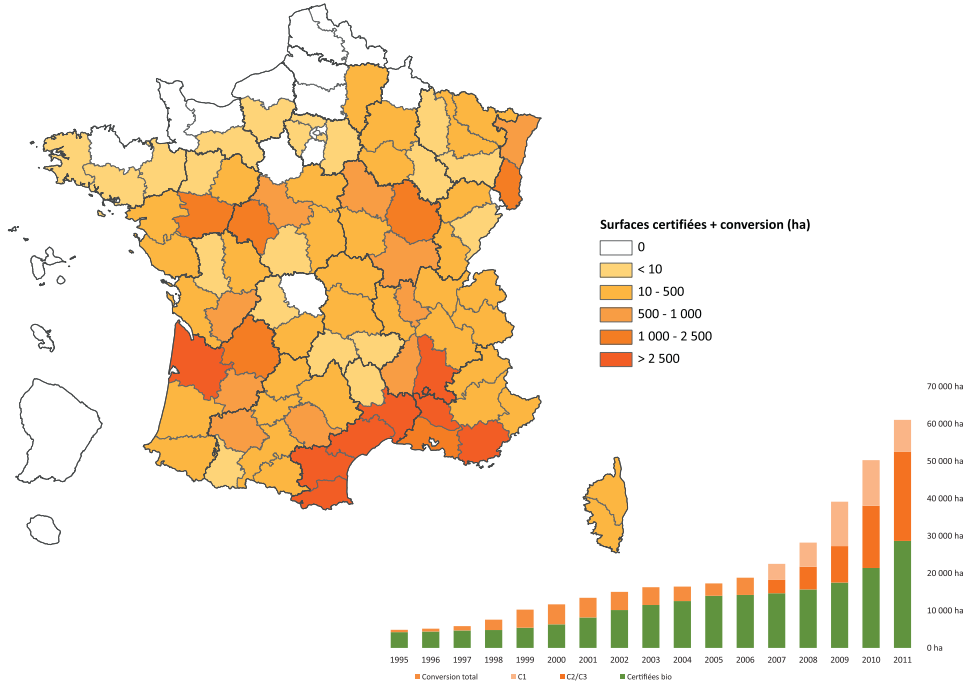 Surfaces certifiées + conversion (ha)
0
< 10
10 - 500
500 - 1 000
1 000 - 2 500
> 2 500
70 000 ha
60 000 ha
50 000 ha
40 000 ha
30 000 ha
20 000 ha
10 000 ha
0 ha
1995 1996 1997 1998 1999 2000 2001 2002 2003 2004 2005 2006 2007 2008 2009 2010 2011
Conversion total C1 C2/C3 Certifiées bio